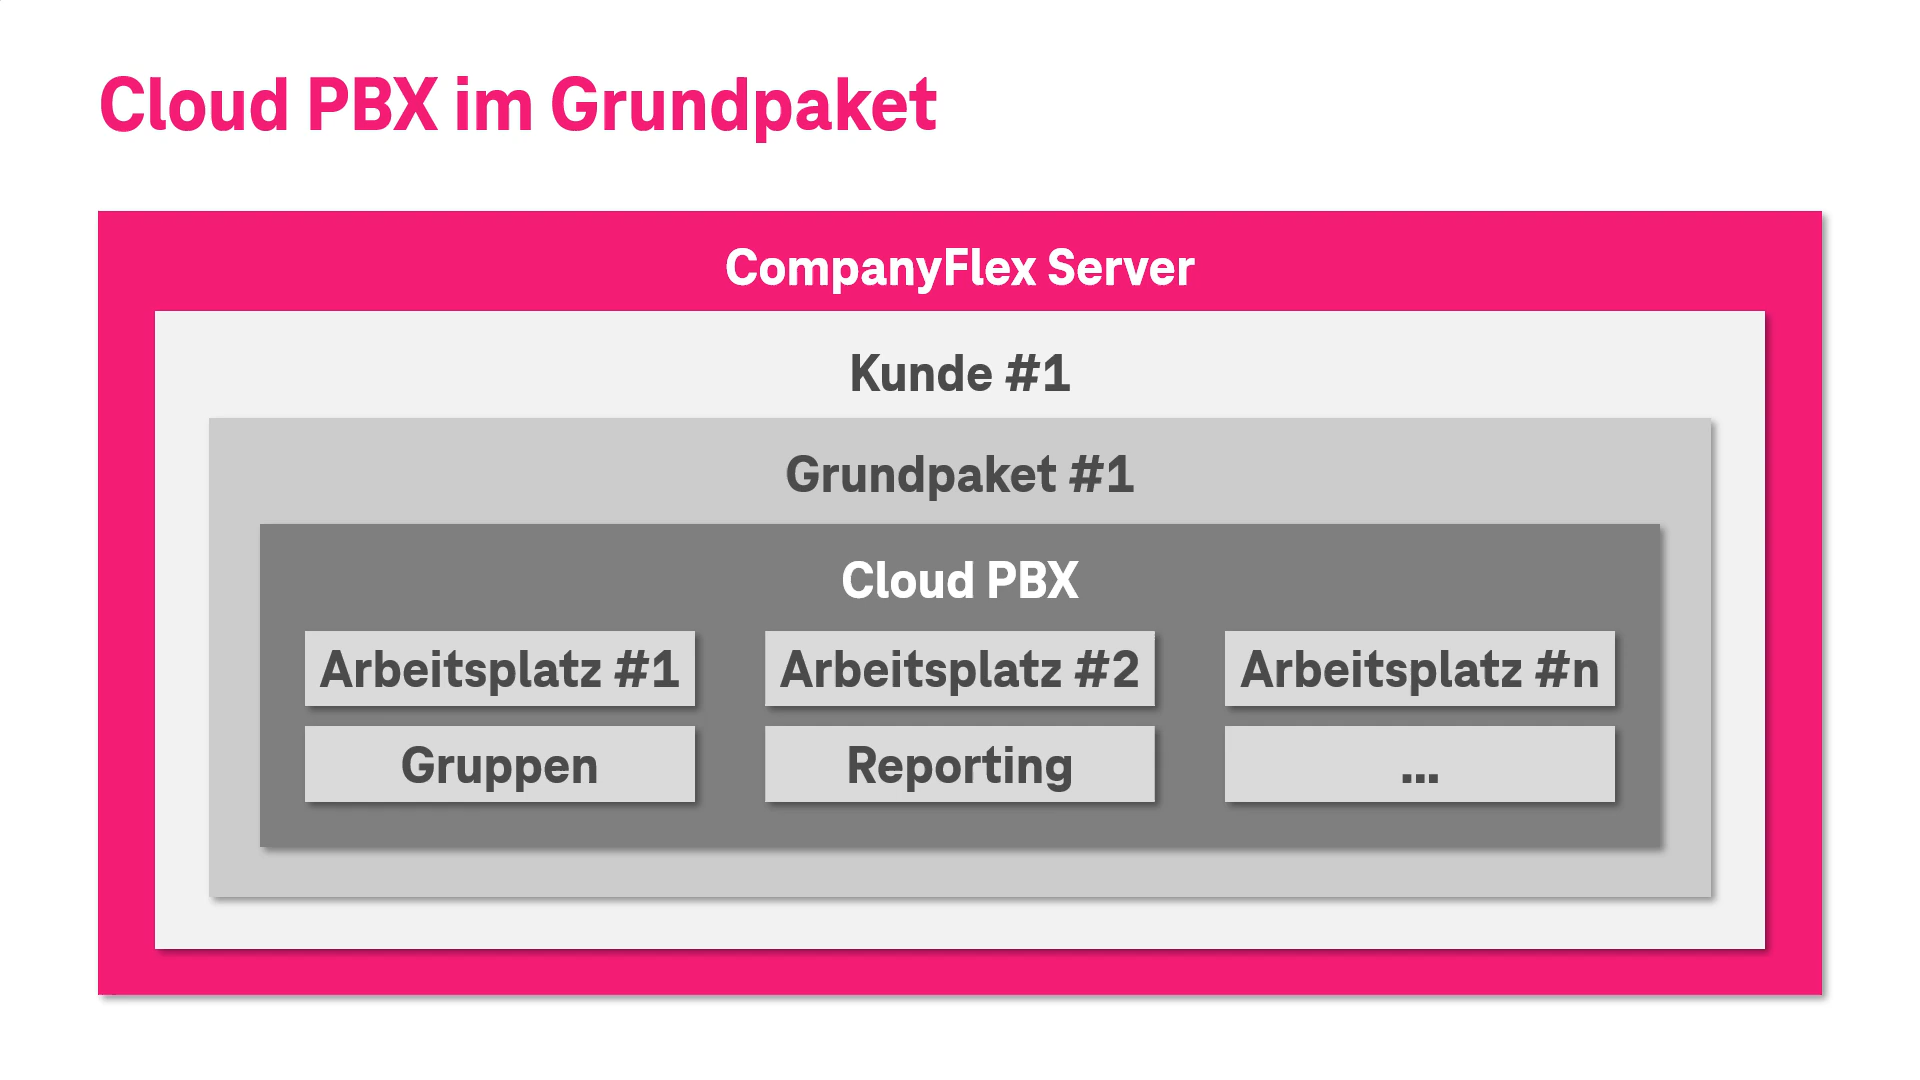 Cloud PBX im Grundpaket
CompanyFlex Server
Kunde #1
Grundpaket #1
Cloud PBX
Arbeitsplatz #1
Arbeitsplatz #2
Arbeitsplatz #n
Gruppen
Reporting
...